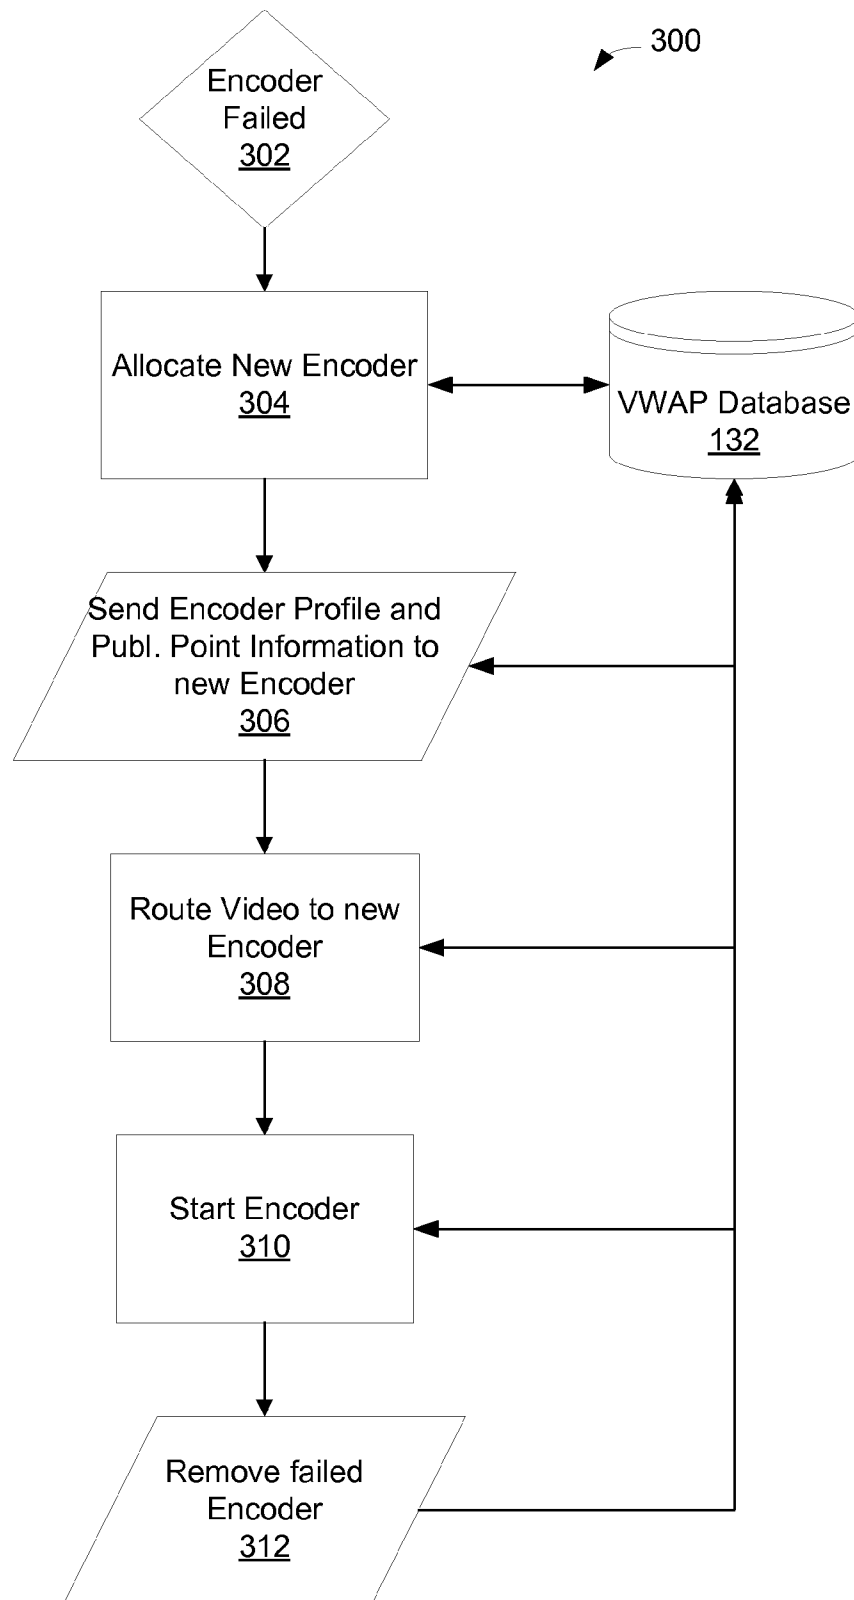 300
Encoder
Failed
302
Allocate New Encoder
304
VWAP Database
132
Send Encoder Profile and
Publ. Point Information to
new Encoder
306
Route Video to new
Encoder
308
Start Encoder
310
Remove failed
Encoder
312